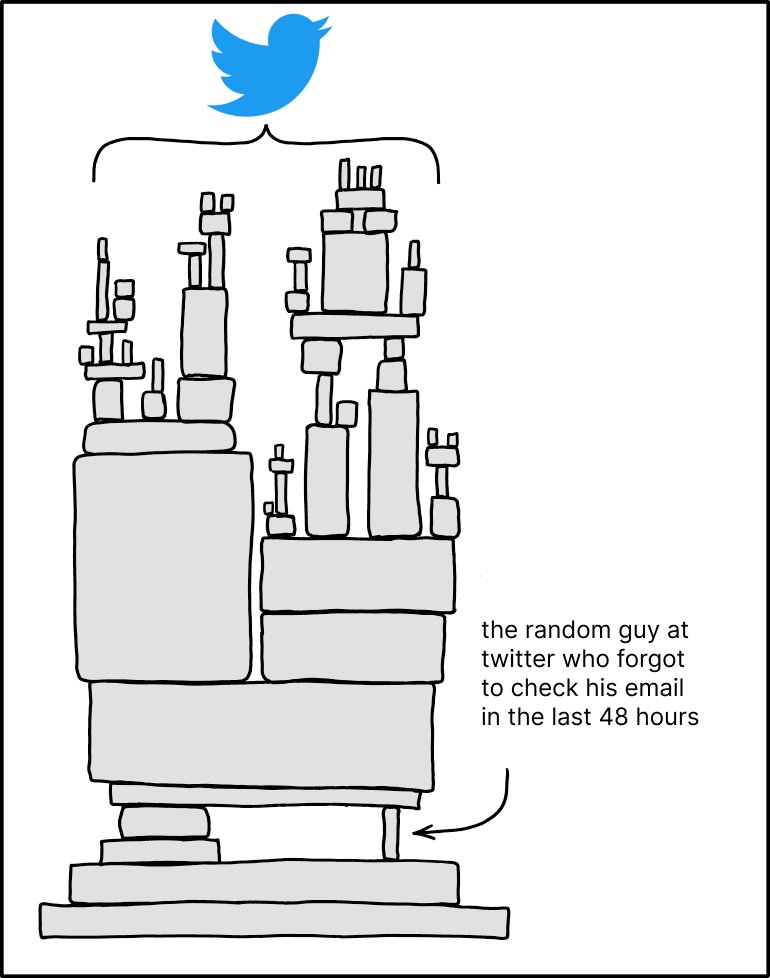 the random guy at
twitter who forgot
to check his email
in the last 48 hours